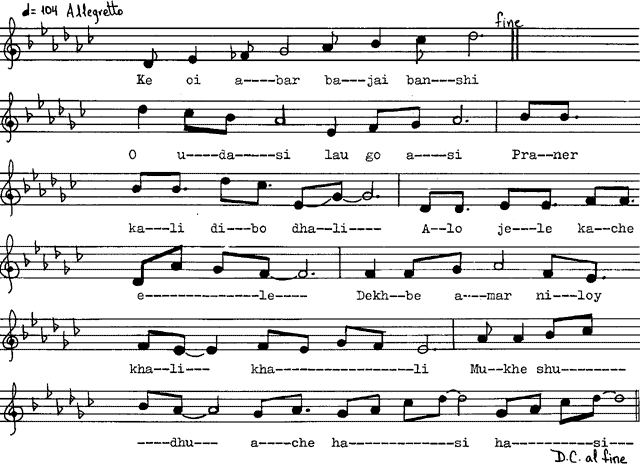 d= 104 Allegretto
fine
Ke oi a----bar ba---jai ban---shi
O u----da-----si lau go a----si Pra--ner
ka---li di---bo dha--li---- A--lo je---le ka--che
e--------------le---- Dekh--be a--mar ni---loy
kha--li--- kha-----------------li Mu--khe shu--------
----dhu--- a---che ha-------------si ha-----------si---
D.C. al fine